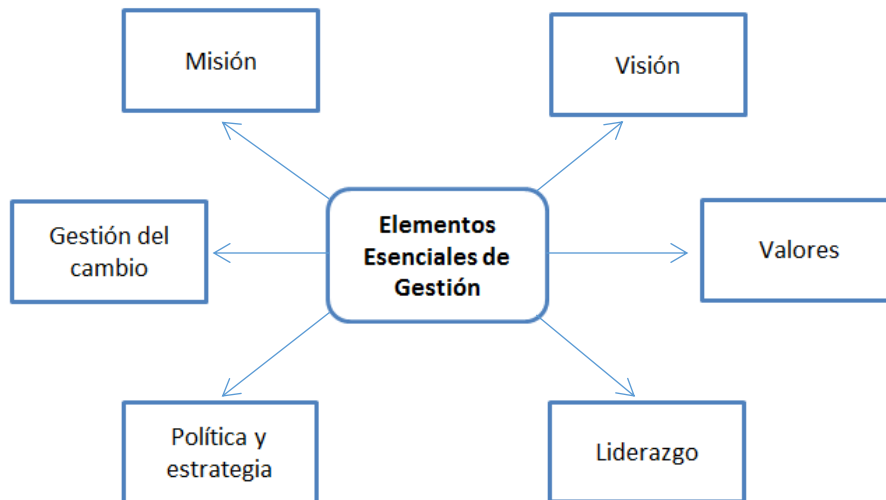 Misión
Visión
Elementos
Esenciales de
Gestión
Gestión del
cambio
Valores
Política y
estrategia
Liderazgo